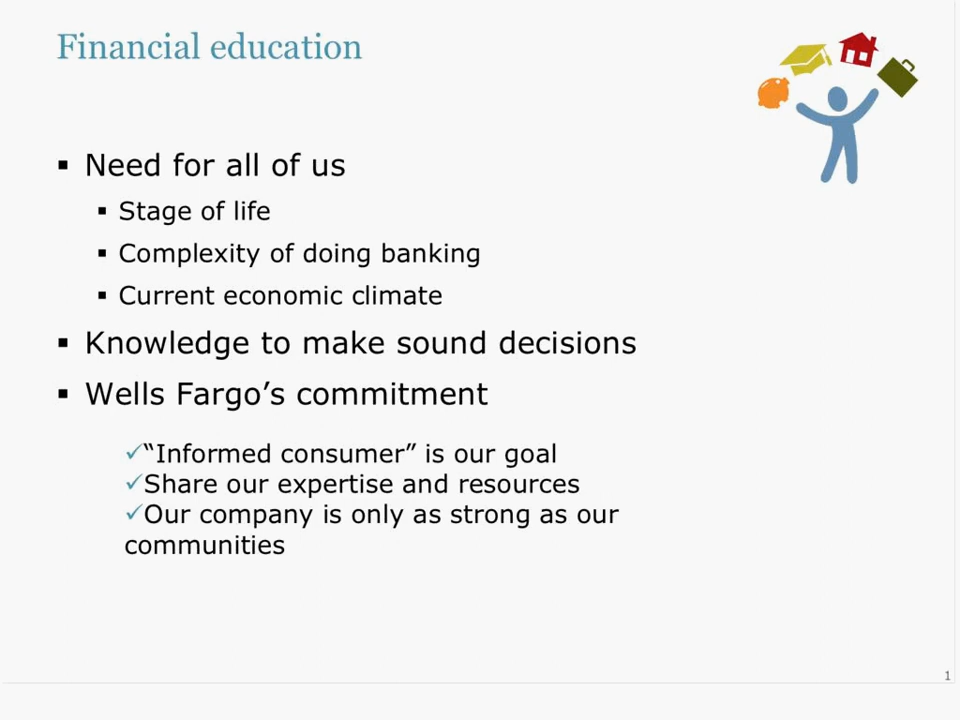 Financial education
▪ Need for all of us
▪ Stage of life
▪ Complexity of doing banking
▪ Current economic climate
▪ Knowledge to make sound decisions
▪ Wells Fargo’s commitment
✓“Informed consumer” is our goal
✓Share our expertise and resources
✓Our company is only as strong as our
communities
1